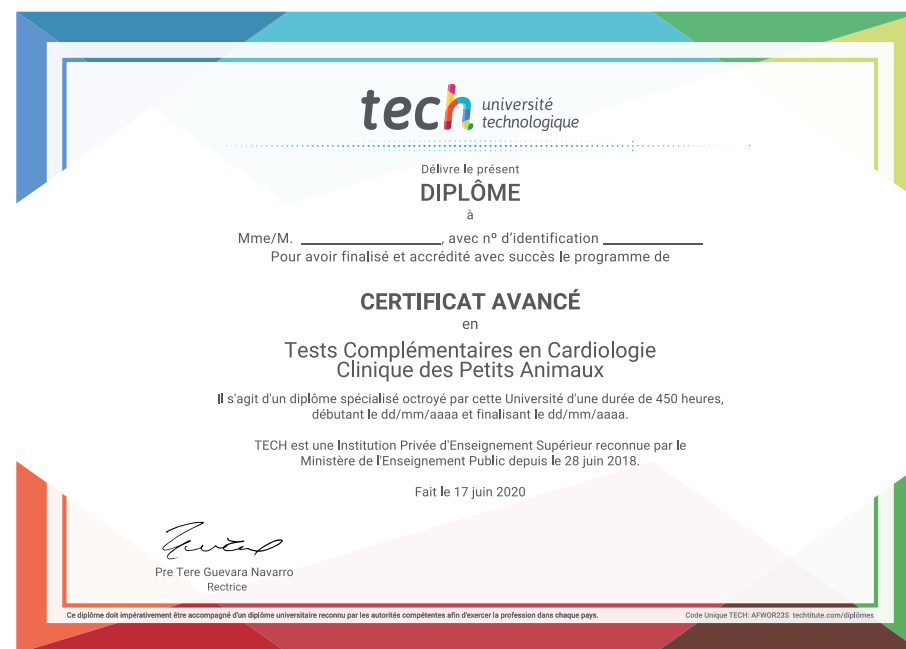 tech université
technologique
Délivre le présent
DIPLÔME
à
Mme/M. ____________________, avec nº d'identification ______________
Pour avoir finalisé et accrédité avec succès le programme de
CERTIFICAT AVANCÉ
en
Tests Complémentaires en Cardiologie
Clinique des Petits Animaux
Il s'agit d'un diplôme spécialisé octroyé par cette Université d'une durée de 450 heures,
débutant le dd/mm/aaaa et finalisant le dd/mm/aaaa.
TECH est une Institution Privée d'Enseignement Supérieur reconnue par le
Ministère de l'Enseignement Public depuis le 28 juin 2018.
Fait le 17 juin 2020
Pre Tere Guevara Navarro
Rectrice
Ce diplôme doit impérativement être accompagné d'un diplôme universitaire reconnu par les autorités compétentes afin d'exercer la profession dans chaque pays.
Code Unique TECH: AFWOR23S techtitute.com/diplômes